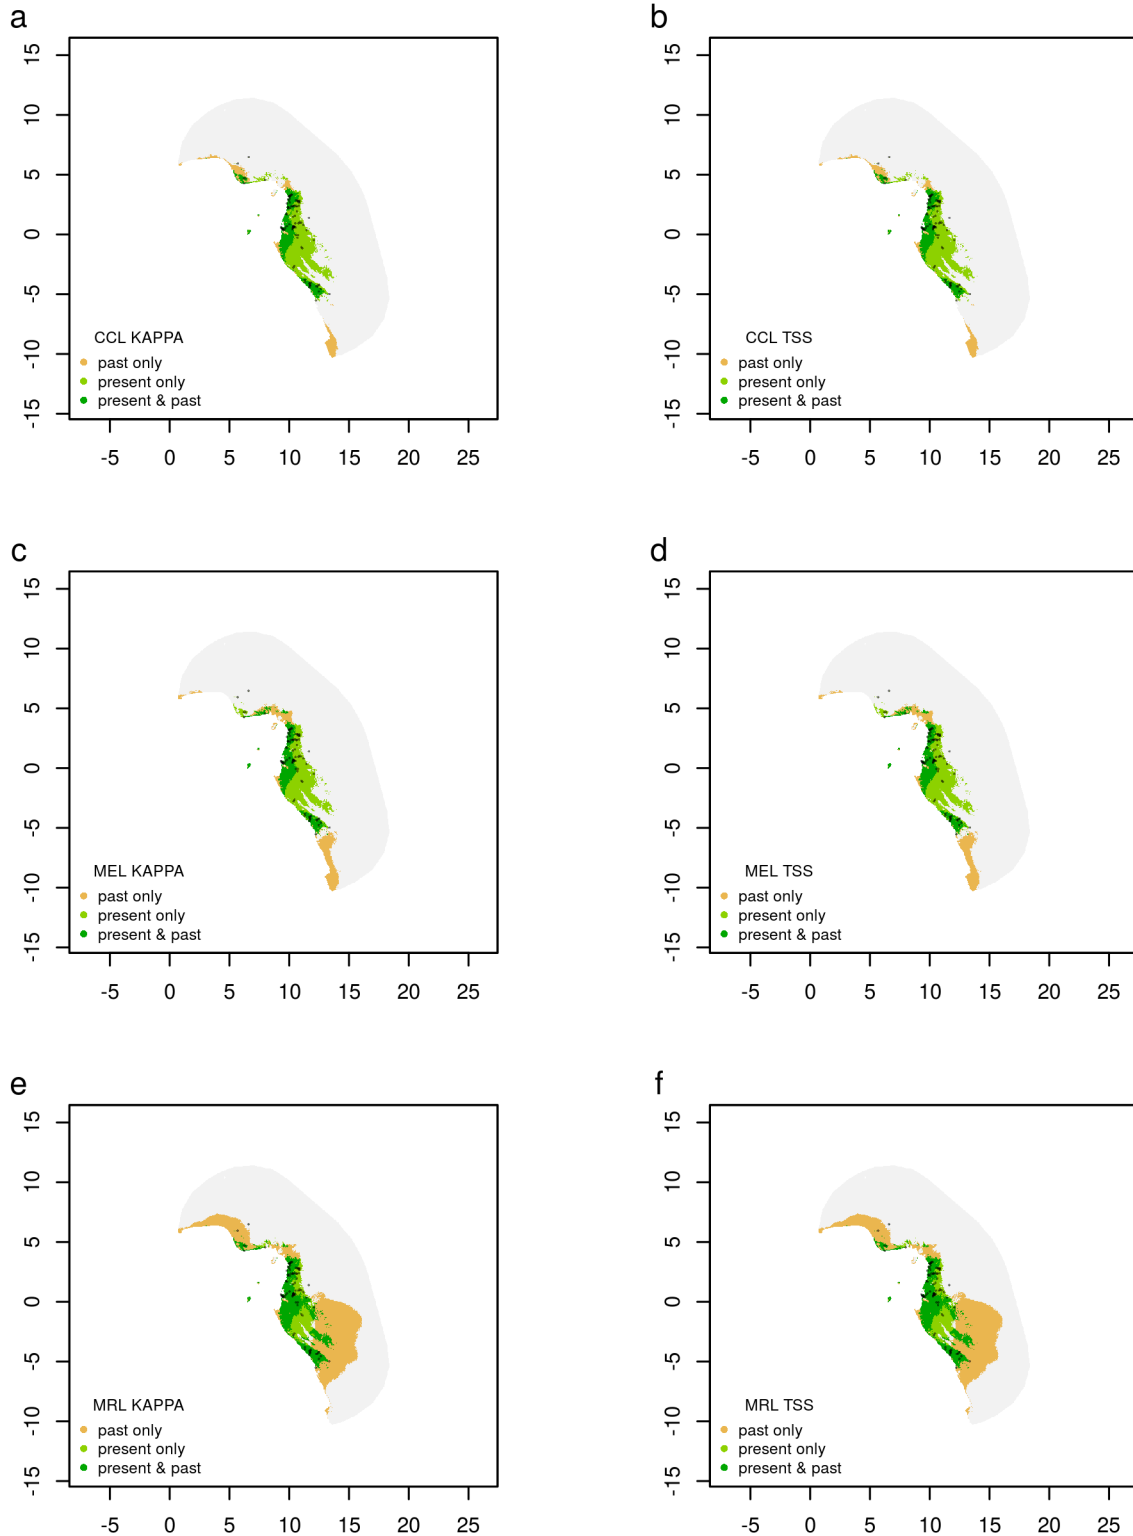 a
b
15
10
5
0
-5
-10
-15
CCL KAPPA
past only
present only
present & past
-5 0 5 10 15 20 25
15
10
5
0
-5
-10
-15
CCL TSS
past only
present only
present & past
-5 0 5 10 15 20 25
c
d
15
10
5
0
-5
-10
-15
MEL KAPPA
past only
present only
present & past
-5 0 5 10 15 20 25
15
10
5
0
-5
-10
-15
MEL TSS
past only
present only
present & past
-5 0 5 10 15 20 25
e
f
15
10
5
0
-5
-10
-15
MRL KAPPA
past only
present only
present & past
-5 0 5 10 15 20 25
15
10
5
0
-5
-10
-15
MRL TSS
past only
present only
present & past
-5 0 5 10 15 20 25